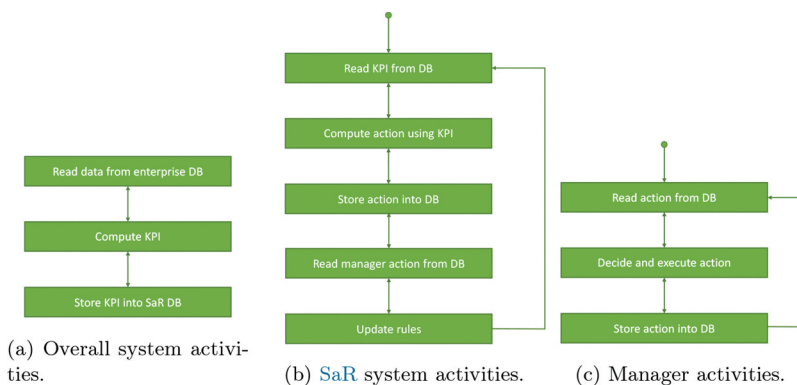 Read data from enterprise DB
Compute KPI
Store KPI into SaR DB
(a) Overall system activi-
ties.
Read KPI from DB
Compute action using KPI
Store action into DB
Read manager action from DB
Update rules
(b) SaR system activities.
Read action from DB
Decide and execute action
Store action into DB
(c) Manager activities.